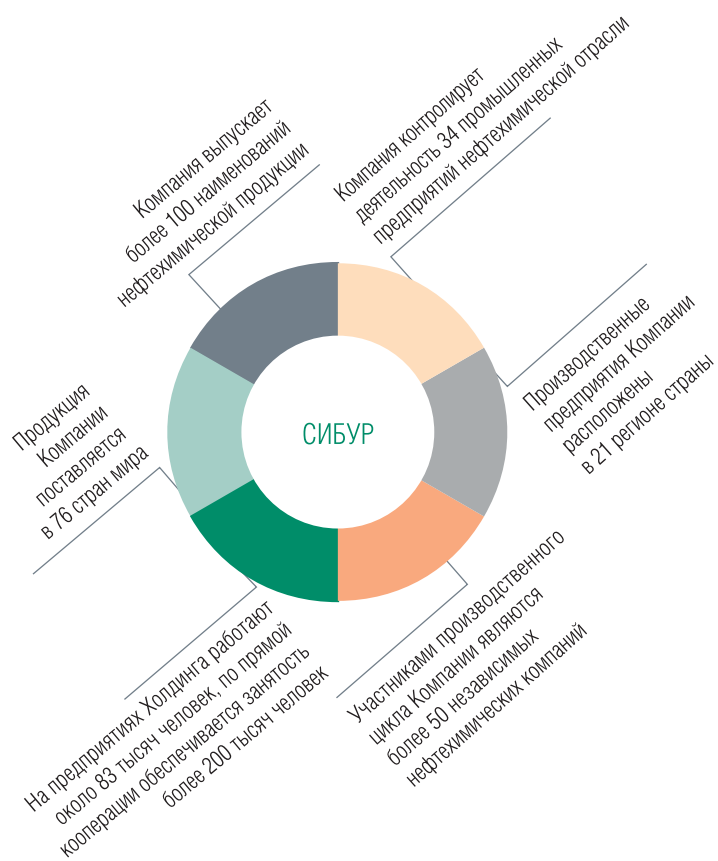 Компания выпускает
более 100 наименований
нефтехимической продукции
Компания контролирует
деятельность 34 промышленных
предприятий нефтехимической отрасли
Производственные
предприятия Компании
расположены
в 21 регионе страны
Продукция
Компании
поставляется
в 76 стран мира
СИБУР
Участниками производственного
цикла Компании являются
более 50 независимых
нефтехимических компаний
На предприятиях Холдинга работают
около 83 тысяч человек, по прямой
кооперации обеспечивается занятость
более 200 тысяч человек